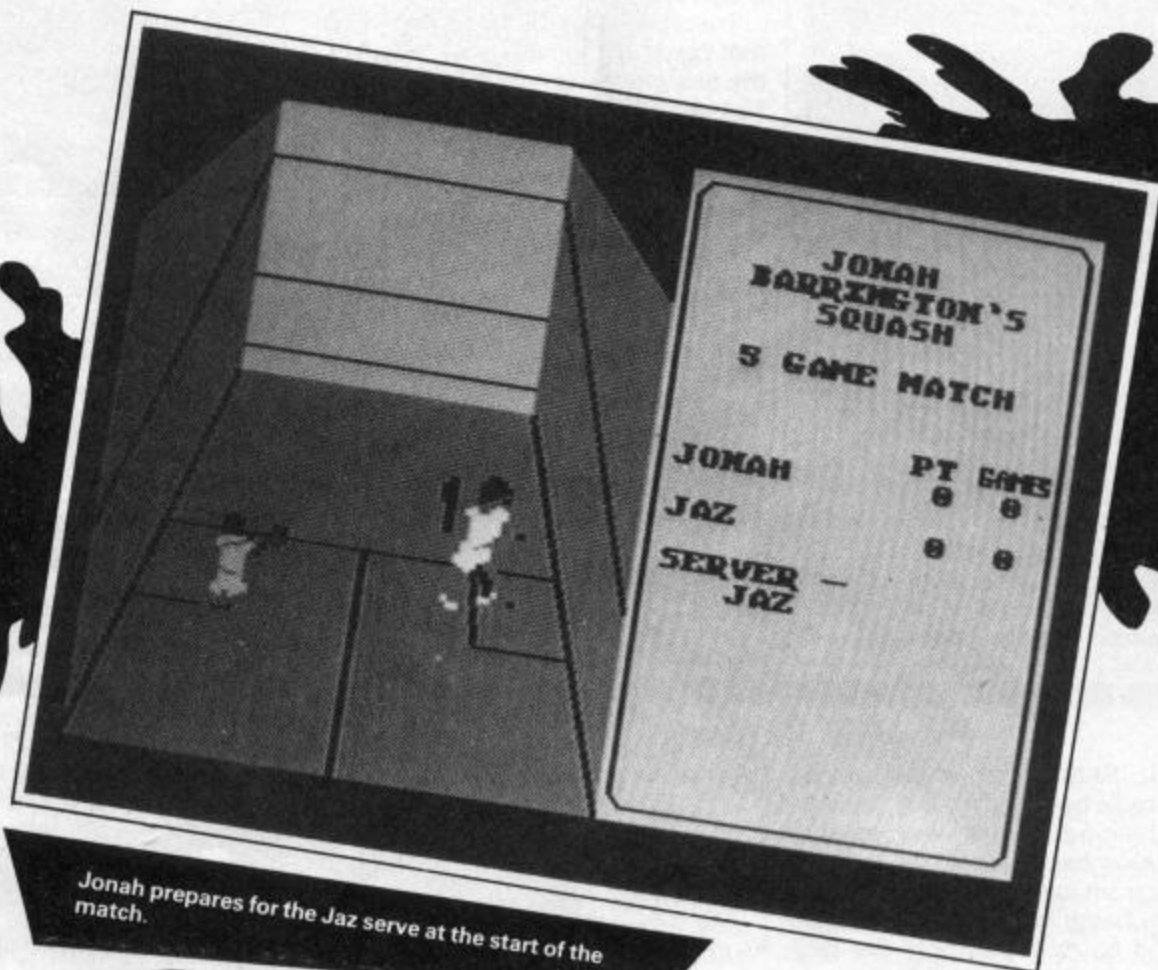 JONAH
BARRINGTON'S
SQUASH
5 GAME MATCH
PT GAMES
JONAH 0 0
JAZ 0 0
SERVER —
JAZ
Jonah prepares for the Jaz serve at the start of the
match.